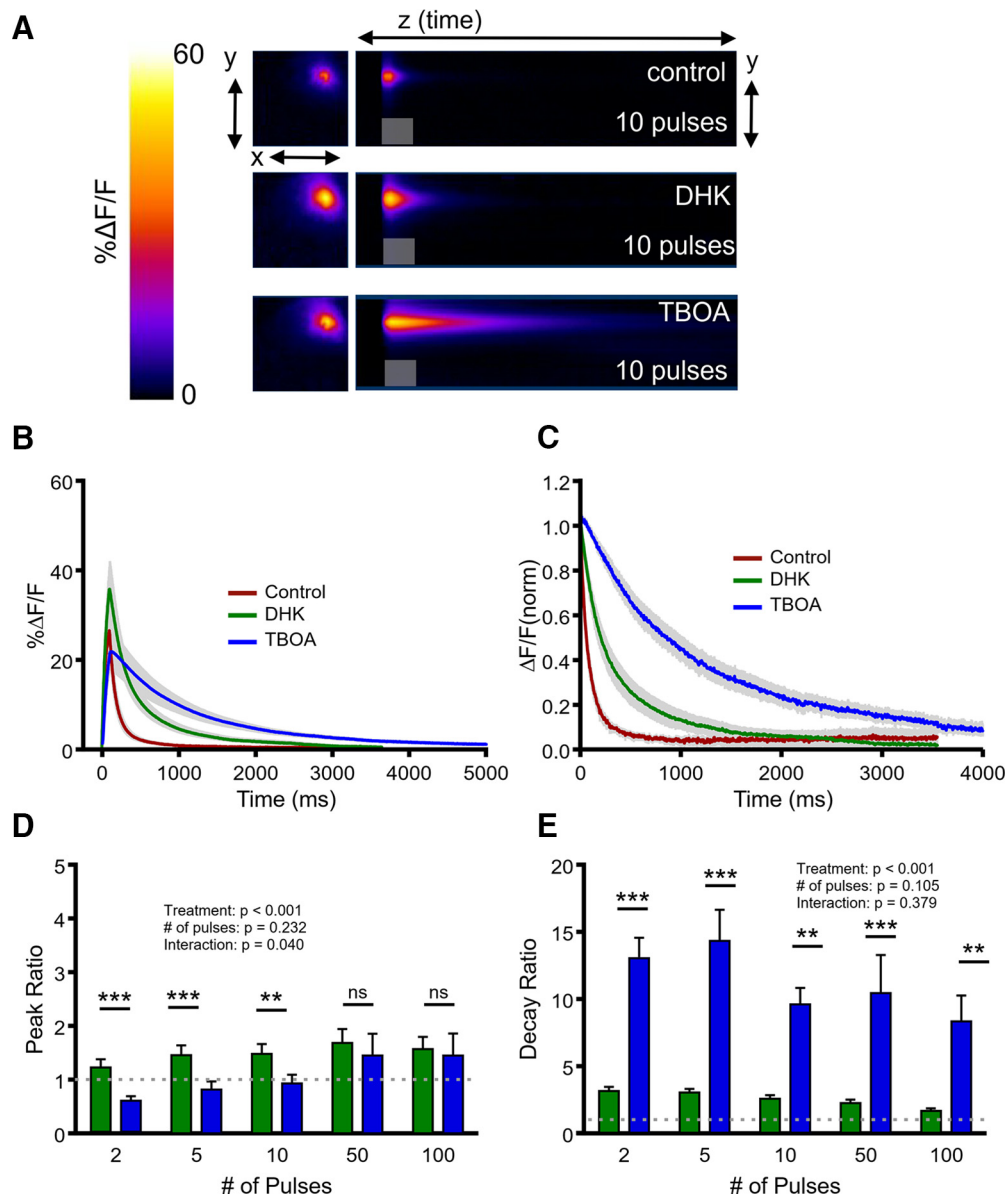 A
z (time)
60
y
control
y
10 pulses
x
%ΔF/F
DHK
10 pulses
TBOA
0
10 pulses
B
C
60
40
20
0
%ΔF/F
Control
DHK
TBOA
0
1000
2000
3000
4000
5000
Time (ms)
1.2
1.0
0.8
0.6
0.4
0.2
0
ΔF/F(norm)
Control
DHK
TBOA
0
1000
2000
3000
4000
Time (ms)
D
E
5
4
3
2
1
0
Peak Ratio
Treatment: p < 0.001
# of pulses: p = 0.232
Interaction: p = 0.040
***
***
**
ns
ns
2
5
10
50
100
# of Pulses
20
15
10
5
0
Decay Ratio
Treatment: p < 0.001
# of pulses: p = 0.105
Interaction: p = 0.379
***
***
**
***
**
2
5
10
50
100
# of Pulses